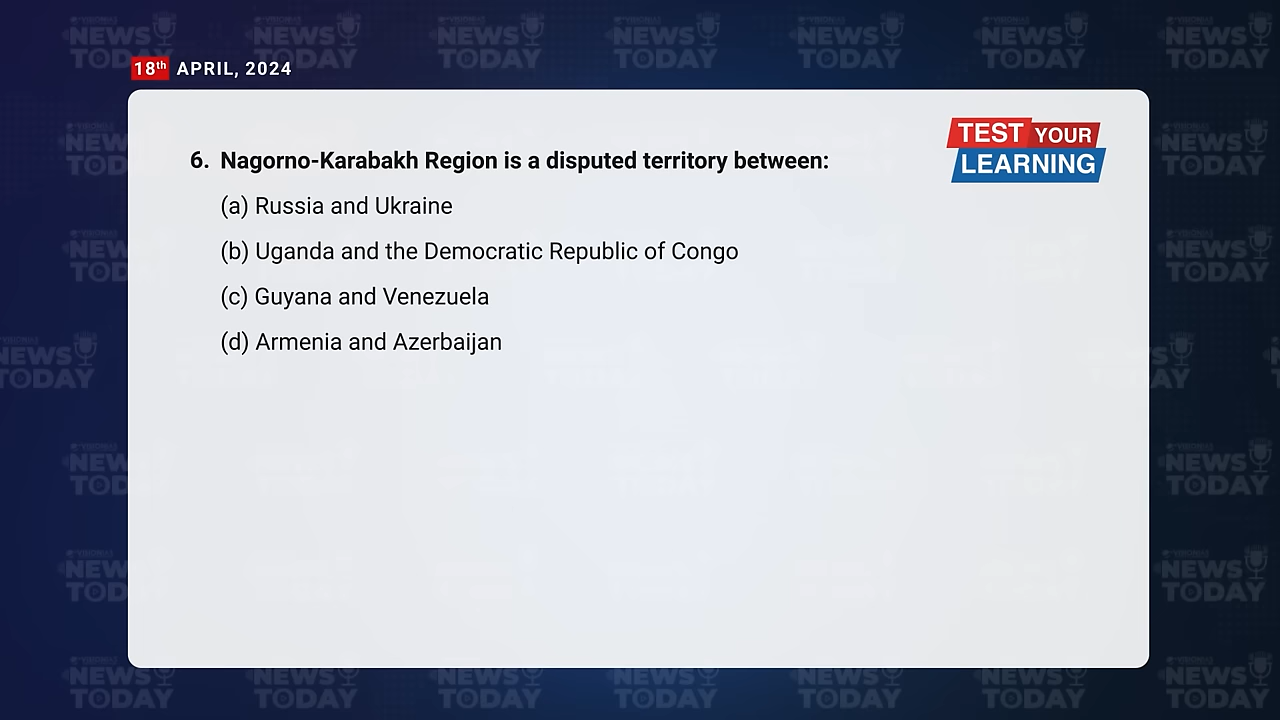 18th APRIL, 2024
TEST YOUR
LEARNING
6. Nagorno-Karabakh Region is a disputed territory between:
(a) Russia and Ukraine
(b) Uganda and the Democratic Republic of Congo
(c) Guyana and Venezuela
(d) Armenia and Azerbaijan